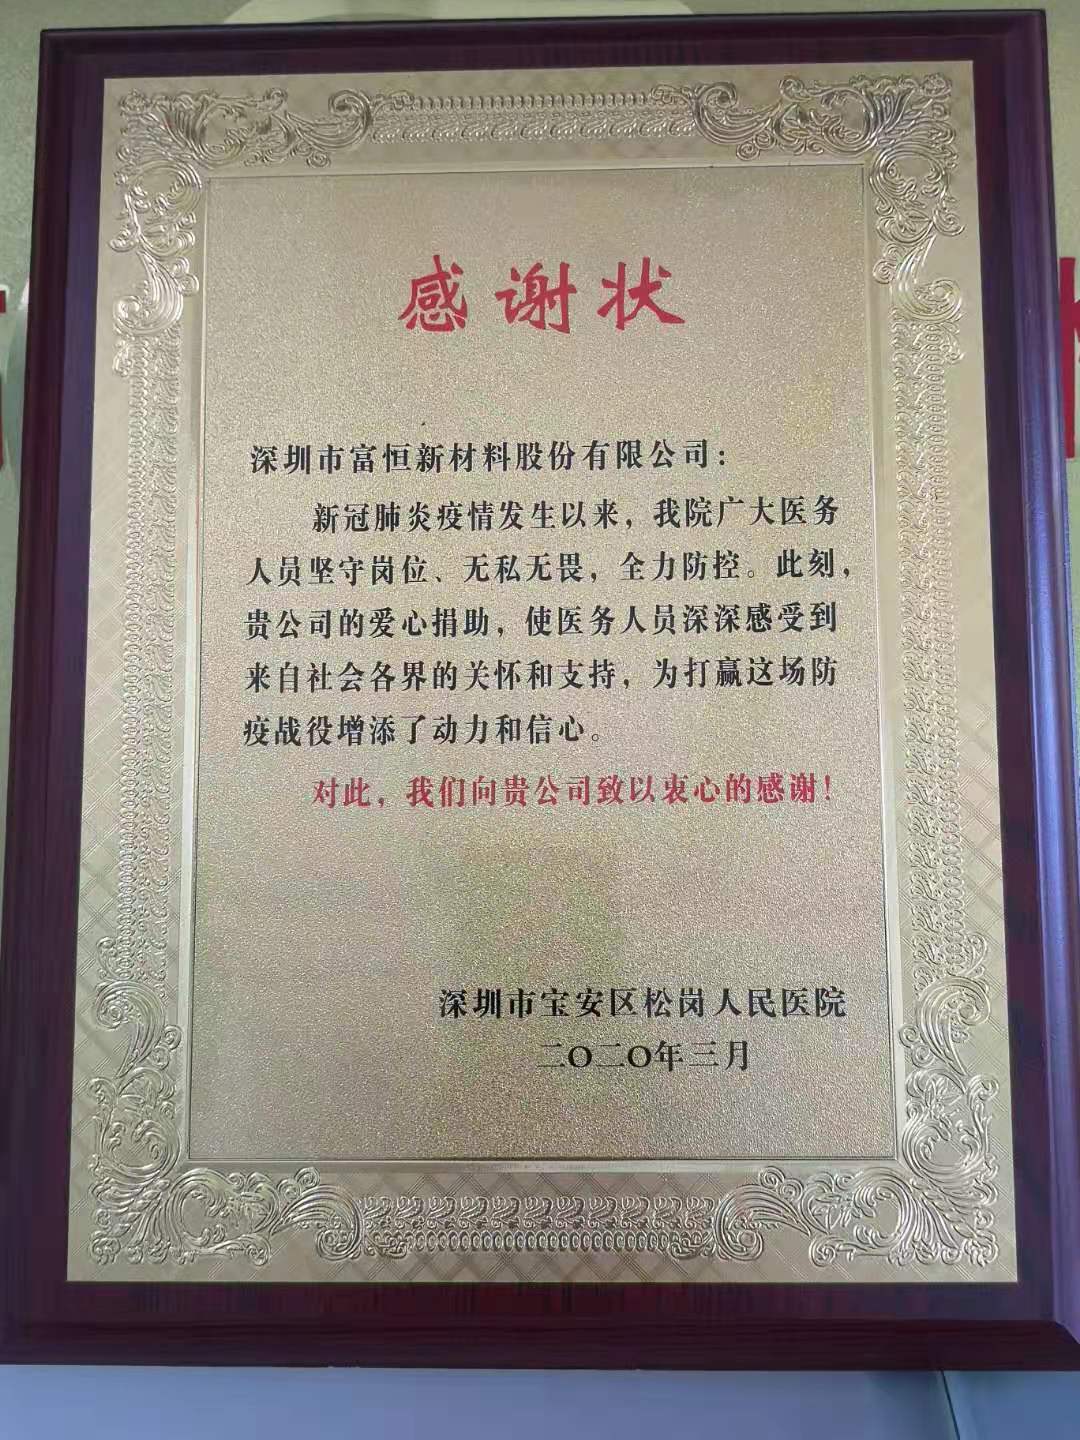 感谢状
深圳市富恒新材料股份有限公司：
新冠肺炎疫情发生以来，我院广大医务
人员坚守岗位、无私无畏，全力防控。此刻，
贵公司的爱心捐助，使医务人员深深感受到
来自社会各界的关怀和支持，为打赢这场防
疫战役增添了动力和信心。
对此，我们向贵公司致以衷心的感谢！
深圳市宝安区松岗人民医院
二〇二〇年三月